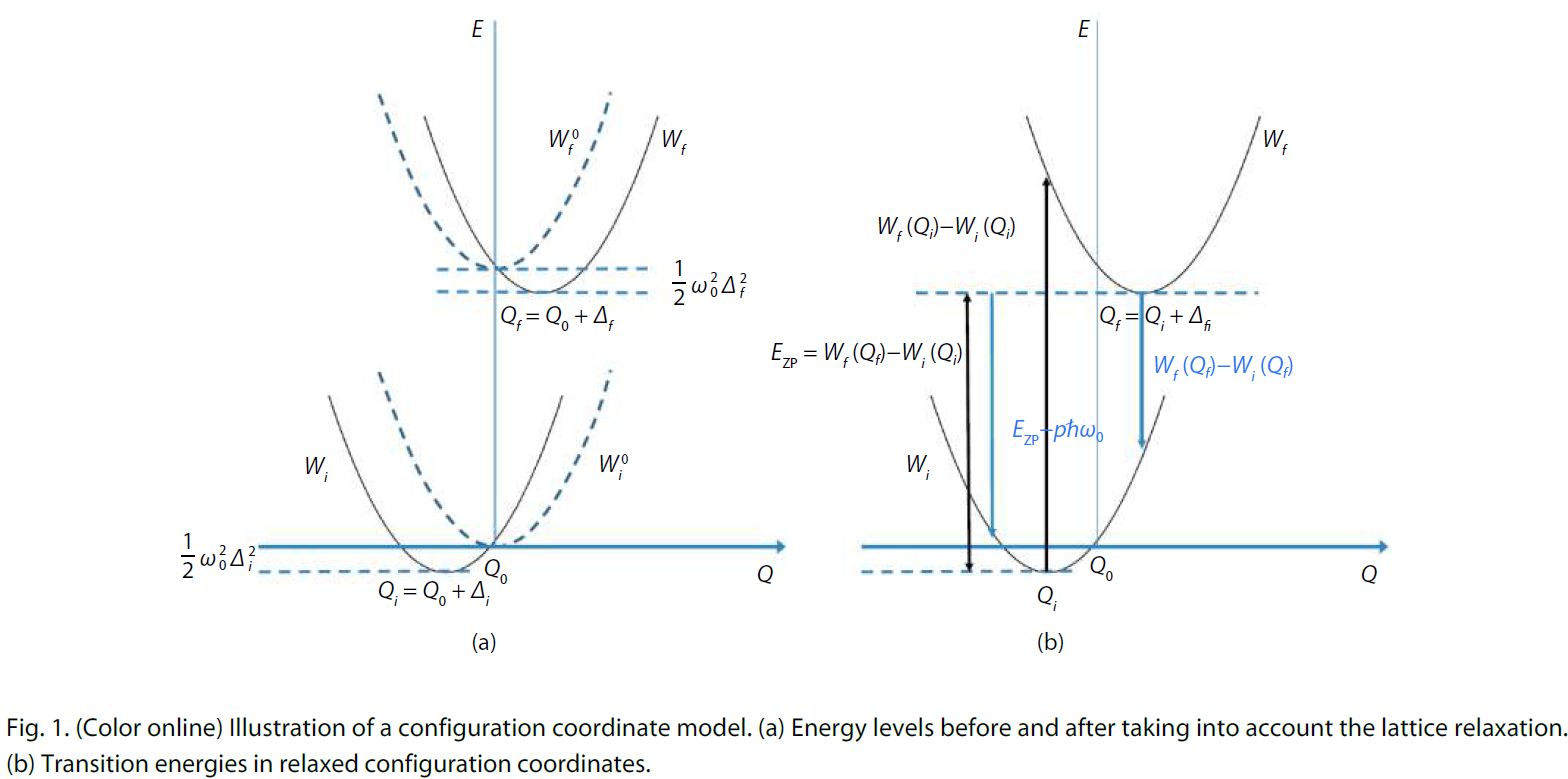 E
W_f^0
W_f
\frac{1}{2} ω_0^2 Δ_f^2
Q_f = Q_0 + Δ_f
W_i
W_i^0
\frac{1}{2} ω_0^2 Δ_i^2
Q_0
Q
Q_i = Q_0 + Δ_i
(a)
E
W_f
W_f (Q_i)−W_i (Q_i)
Q_f = Q_i + Δ_fi
E_ZP = W_f (Q_f)−W_i (Q_i)
W_f (Q_f)−W_i (Q_f)
E_ZP−pħω_0
W_i
Q_0
Q
Q_i
(b)
Fig. 1. (Color online) Illustration of a configuration coordinate model. (a) Energy levels before and after taking into account the lattice relaxation.
(b) Transition energies in relaxed configuration coordinates.